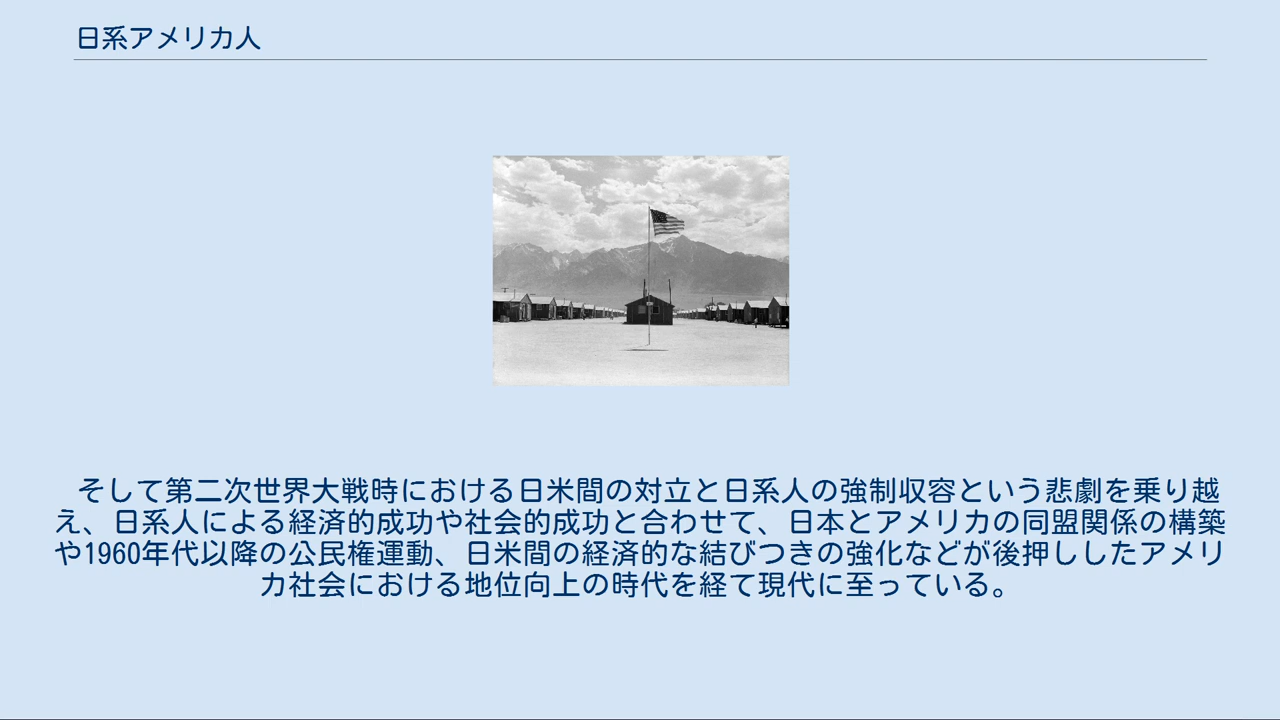 日系アメリカ人
そして第二次世界大戦時における日米間の対立と日系人の強制収容という悲劇を乗り越
え、日系人による経済的成功や社会的成功と合わせて、日本とアメリカの同盟関係の構築
や1960年代以降の公民権運動、日米間の経済的な結びつきの強化などが後押ししたアメリ
カ社会における地位向上の時代を経て現代に至っている。